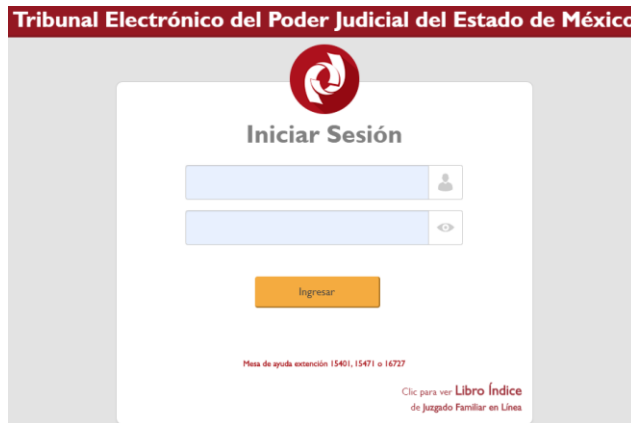 Tribunal Electrónico del Poder Judicial del Estado de México
Iniciar Sesión
Ingresar
Mesa de ayuda extención 15401, 15471 o 16727
Clic para ver Libro Índice
de Juzgado Familiar en Línea